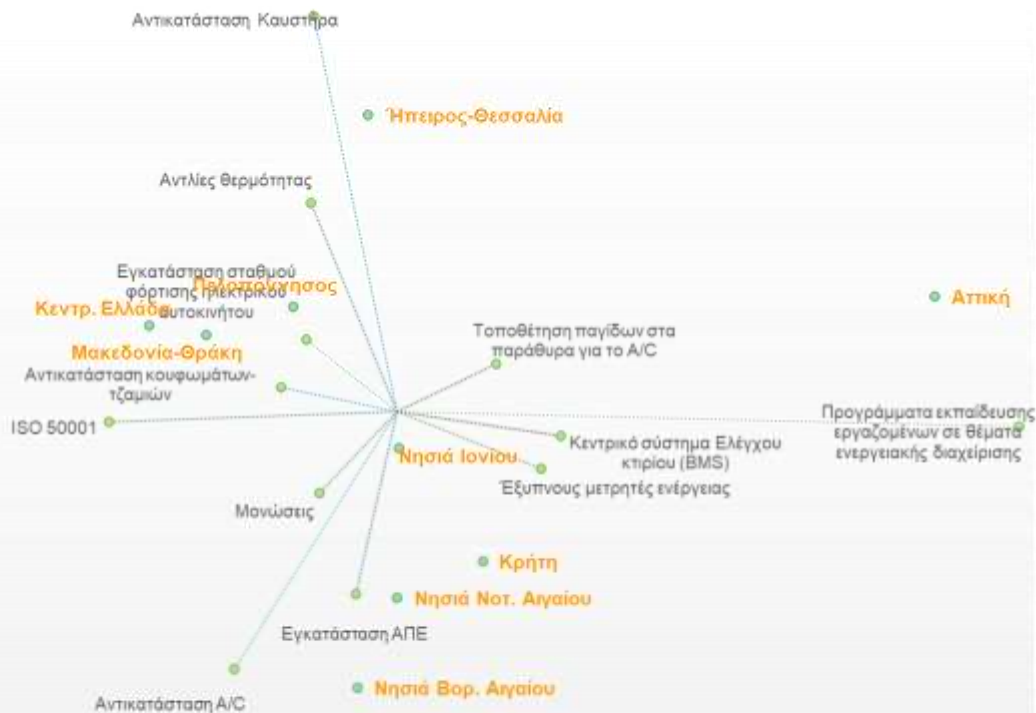 Αντικατάσταση Καυστήρα
Ήπειρος-Θεσσαλία
Αντλίες θερμότητας
Εγκατάσταση σταθμού
φόρτισης ηλεκτρικού
αυτοκινήτου
Πελοπόννησος
Κεντρ. Ελλάδα
Αττική
Μακεδονία-Θράκη
Τοποθέτηση παγίδων στα
παράθυρα για το A/C
Αντικατάσταση κουφωμάτων-
τζαμιών
ISO 50001
Προγράμματα εκπαίδευσης
εργαζομένων σε θέματα
ενεργειακής διαχείρισης
Νησιά Ιονίου
Κεντρικό σύστημα Ελέγχου
κτιρίου (BMS)
Έξυπνους μετρητές ενέργειας
Μονώσεις
Κρήτη
Νησιά Νοτ. Αιγαίου
Εγκατάσταση ΑΠΕ
Νησιά Βορ. Αιγαίου
Αντικατάσταση A/C